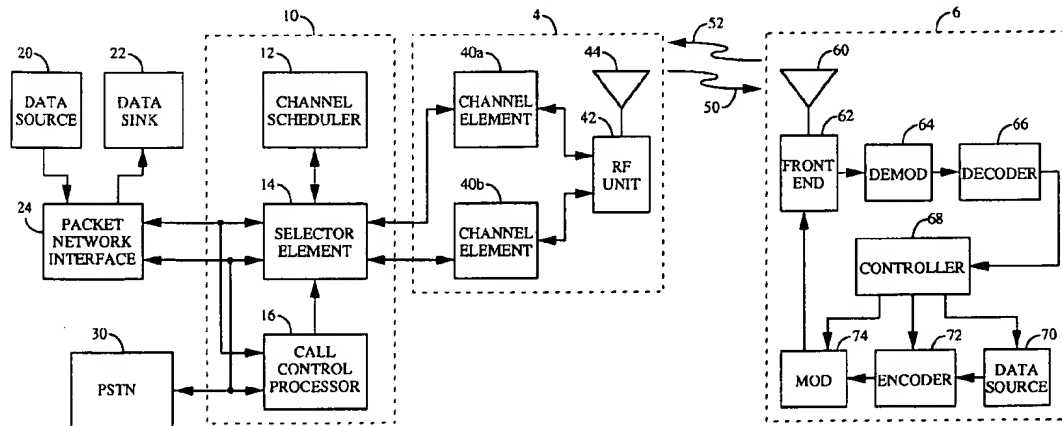 10
4
6
20
22
12
40a
44
52
60
DATA
SOURCE
DATA
SINK
CHANNEL
SCHEDULER
CHANNEL
ELEMENT
50
42
62
64
66
RF
UNIT
FRONT
END
DEMOD
DECODER
24
14
40b
PACKET
NETWORK
INTERFACE
SELECTOR
ELEMENT
CHANNEL
ELEMENT
68
CONTROLLER
30
16
74
72
70
PSTN
CALL
CONTROL
PROCESSOR
MOD
ENCODER
DATA
SOURCE